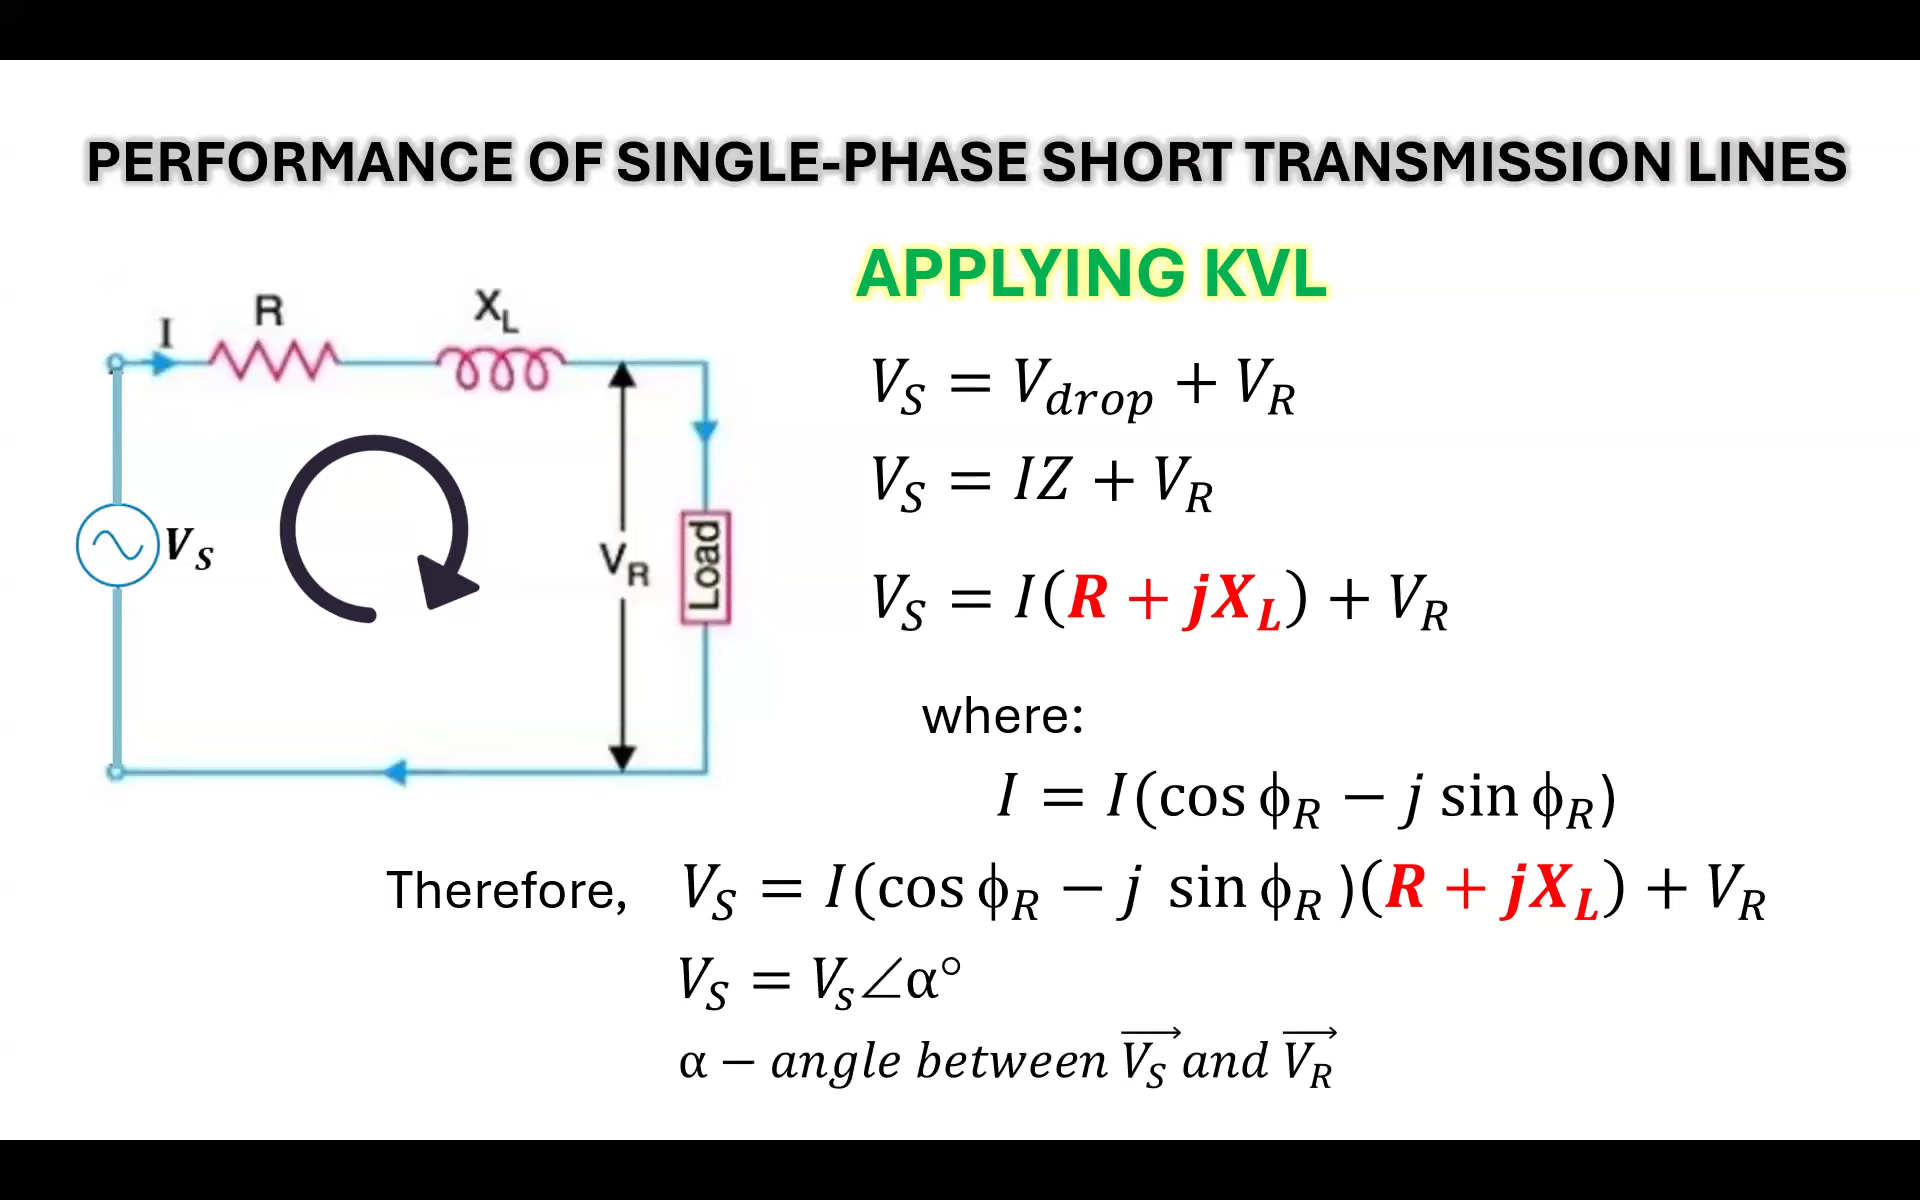 PERFORMANCE OF SINGLE-PHASE SHORT TRANSMISSION LINES
I
R
X_L
V_S
V_R
Load
APPLYING KVL
V_S = V_drop + V_R
V_S = IZ + V_R
V_S = I(R + jX_L) + V_R
where:
I = I(cos ϕ_R − j sin ϕ_R)
Therefore, V_S = I(cos ϕ_R − j sin ϕ_R )(R + jX_L) + V_R
V_S = V_s∠α°
α − angle between V_S⃗ and V_R⃗